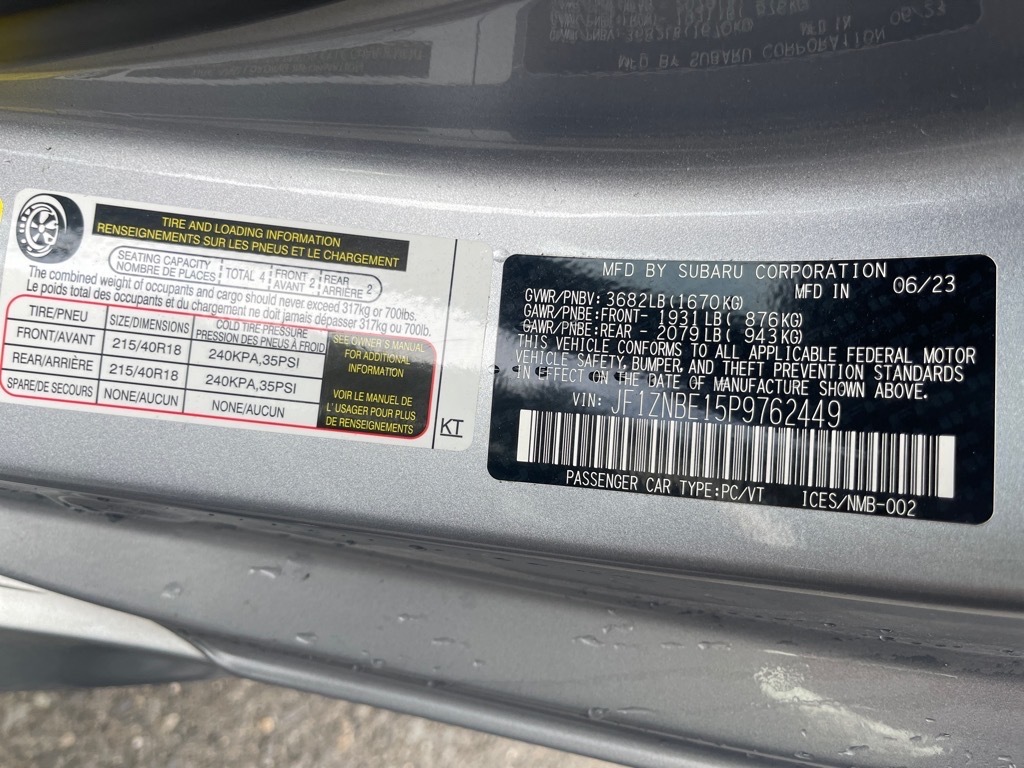 TIRE AND LOADING INFORMATION
RENSEIGNEMENTS SUR LES PNEUS ET LE CHARGEMENT
SEATING CAPACITY
NOMBRE DE PLACES
TOTAL 4
FRONT 2
AVANT
REAR 2
ARRIÈRE
The combined weight of occupants and cargo should never exceed 317kg or 700lbs.
Le poids total des occupants et du chargement ne doit jamais dépasser 317kg ou 700lb.
TIRE/PNEU SIZE/DIMENSIONS COLD TIRE PRESSURE
PRESSION DES PNEUS À FROID
FRONT/AVANT 215/40R18 240KPA,35PSI
REAR/ARRIÈRE 215/40R18 240KPA,35PSI
SPARE/DE SECOURS NONE/AUCUN NONE/AUCUN
SEE OWNER'S MANUAL
FOR ADDITIONAL
INFORMATION
VOIR LE MANUEL DE
L'USAGER POUR PLUS
DE RENSEIGNEMENTS
KT
MFD BY SUBARU CORPORATION
MFD IN 06/23
GVWR/PNBV: 3682LB(1670KG)
GAWR/PNBE:FRONT- 1931LB( 876KG)
GAWR/PNBE:REAR - 2079LB( 943KG)
THIS VEHICLE CONFORMS TO ALL APPLICABLE FEDERAL MOTOR
VEHICLE SAFETY, BUMPER, AND THEFT PREVENTION STANDARDS
IN EFFECT ON THE DATE OF MANUFACTURE SHOWN ABOVE.
VIN: JF1ZNBE15P9762449
PASSENGER CAR TYPE:PC/VT ICES/NMB-002